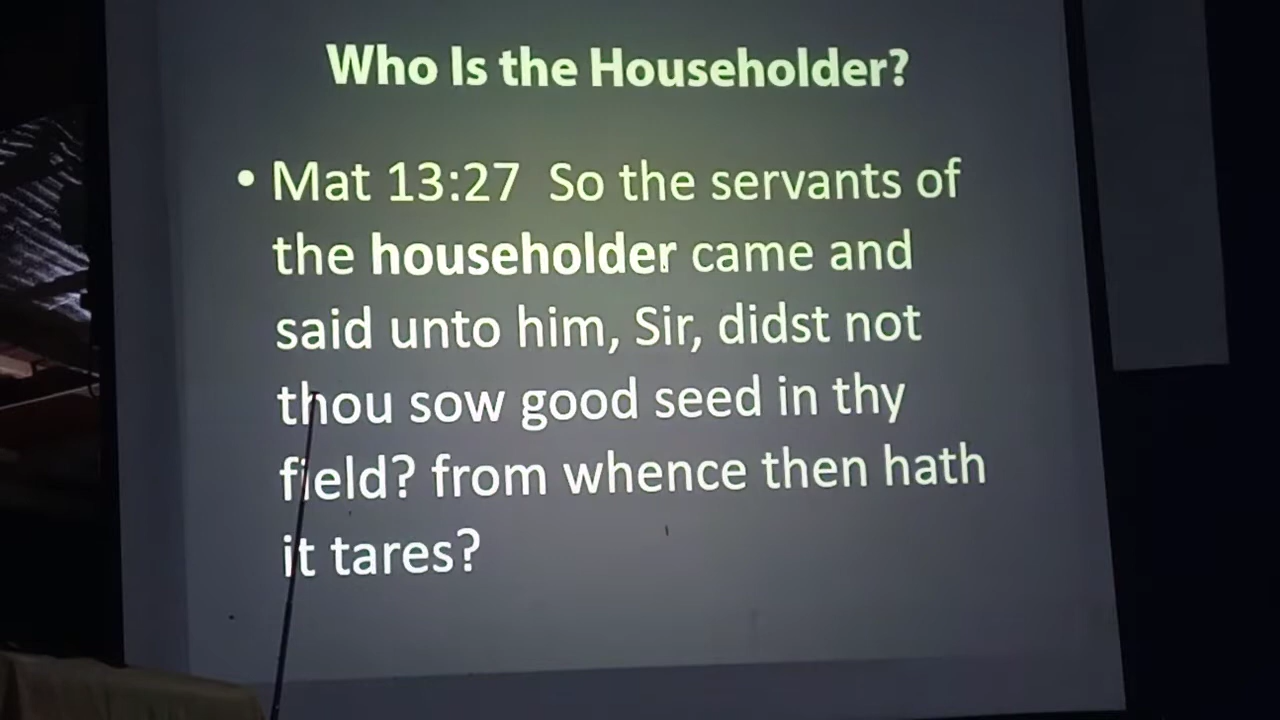 Who Is the Householder?
• Mat 13:27 So the servants of
the householder came and
said unto him, Sir, didst not
thou sow good seed in thy
field? from whence then hath
it tares?